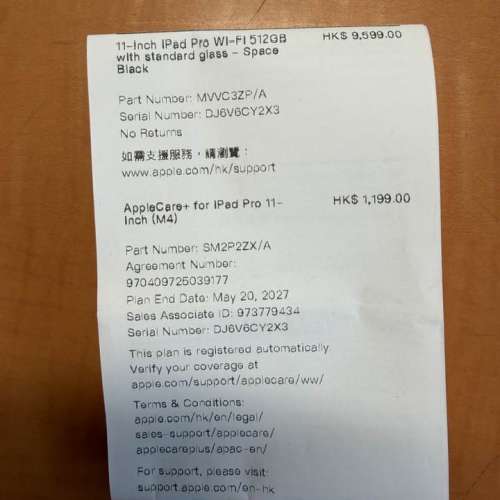 11-inch iPad Pro Wi-Fi 512GB HK$ 9,599.00
with standard glass - Space
Black
Part Number: MVVC3ZP/A
Serial Number: DJ6V6CY2X3
No Returns
如需支援服務，請瀏覽：
www.apple.com/hk/support
AppleCare+ for iPad Pro 11- HK$ 1,199.00
inch (M4)
Part Number: SM2P2ZX/A
Agreement Number:
970409725039177
Plan End Date: May 20, 2027
Sales Associate ID: 973779434
Serial Number: DJ6V6CY2X3
This plan is registered automatically.
Verify your coverage at
apple.com/support/applecare/ww/
Terms & Conditions:
apple.com/hk/en/legal/
sales-support/applecare/
applecareplus/apac-en/
For support, please visit:
support.apple.com/en-hk